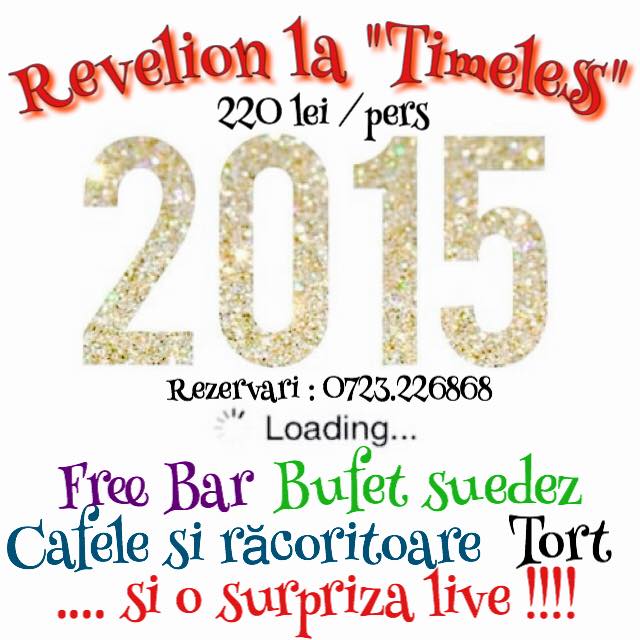 Revelion la "Timeless"
220 lei / pers
2015
Rezervari : 0723.226868
Loading...
Free Bar Bufet suedez
Cafele si răcoritoare Tort
.... si o surpriza live !!!!